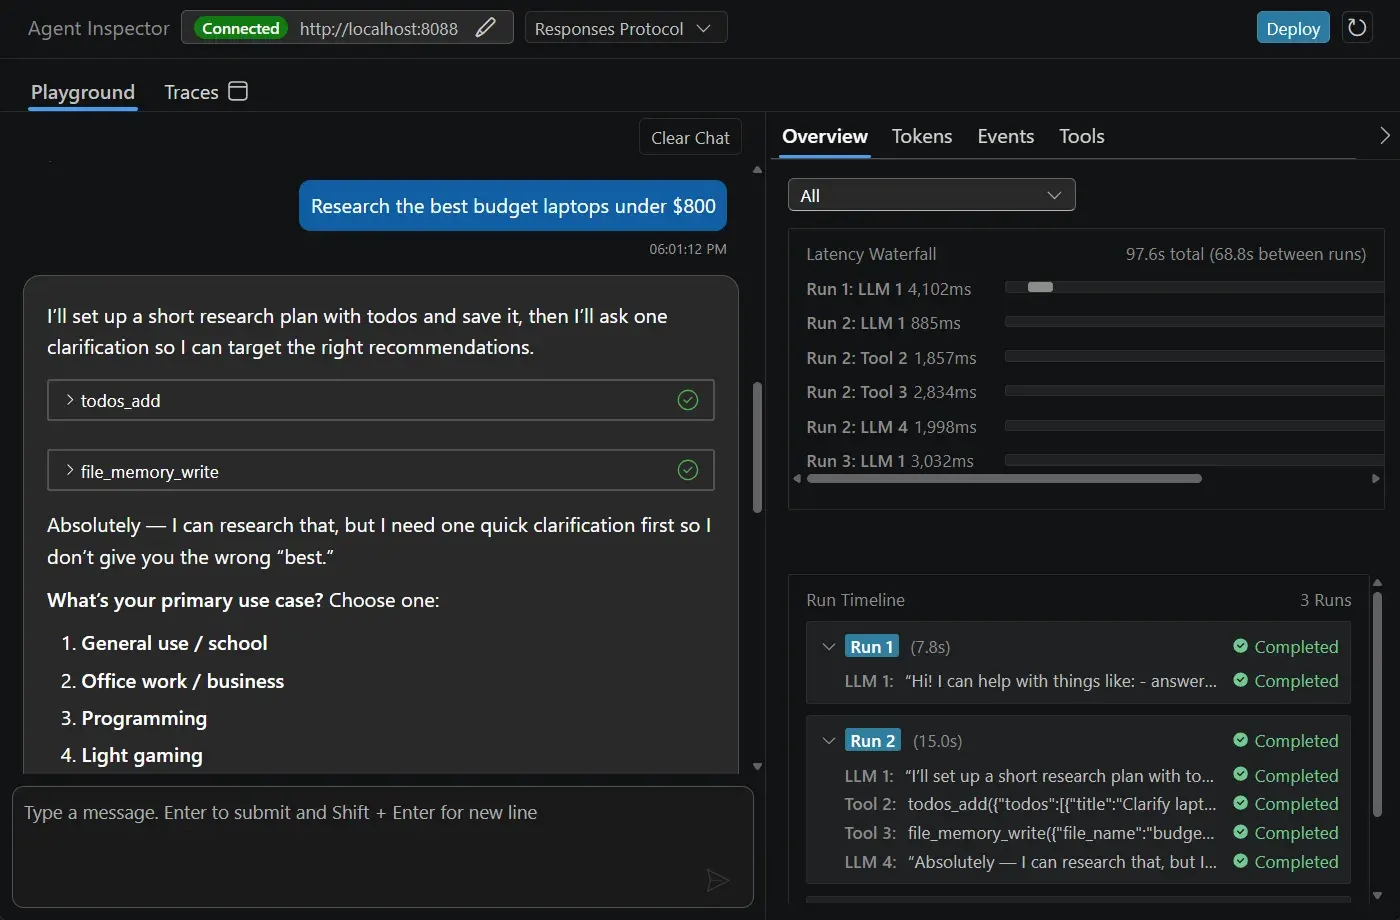 Agent Inspector
Connected http://localhost:8088
Responses Protocol
Deploy
Playground
Traces
Clear Chat
Research the best budget laptops under $800
06:01:12 PM
I’ll set up a short research plan with todos and save it, then I’ll ask one
clarification so I can target the right recommendations.
todos_add
file_memory_write
Absolutely — I can research that, but I need one quick clarification first so I
don’t give you the wrong “best.”
What’s your primary use case? Choose one:
1. General use / school
2. Office work / business
3. Programming
4. Light gaming
Type a message. Enter to submit and Shift + Enter for new line
Overview Tokens Events Tools
All
Latency Waterfall 97.6s total (68.8s between runs)
Run 1: LLM 1 4,102ms
Run 2: LLM 1 885ms
Run 2: Tool 2 1,857ms
Run 2: Tool 3 2,834ms
Run 2: LLM 4 1,998ms
Run 3: LLM 1 3,032ms
Run Timeline 3 Runs
Run 1 (7.8s) Completed
LLM 1: “Hi! I can help with things like: - answer... Completed
Run 2 (15.0s) Completed
LLM 1: “I’ll set up a short research plan with to... Completed
Tool 2: todos_add({"todos":[{"title":"Clarify lapt... Completed
Tool 3: file_memory_write({"file_name":"budge... Completed
LLM 4: “Absolutely — I can research that, but I... Completed